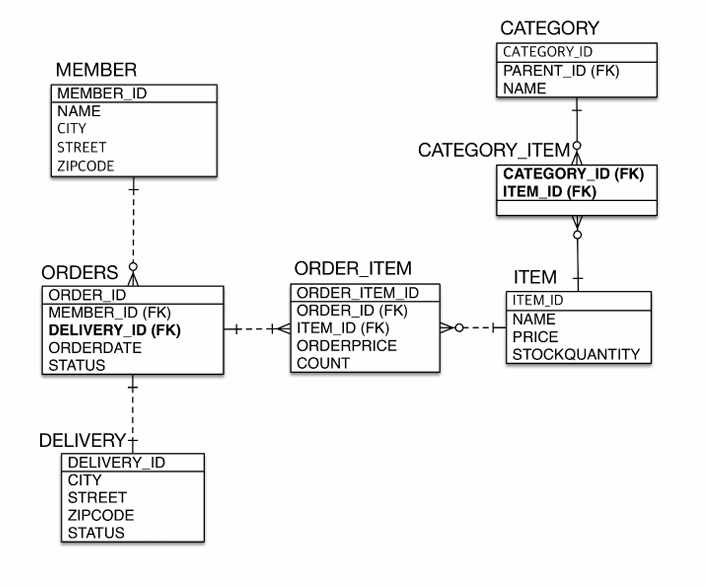 CATEGORY
CATEGORY_ID
PARENT_ID (FK)
NAME
MEMBER
MEMBER_ID
NAME
CITY
STREET
ZIPCODE
CATEGORY_ITEM
CATEGORY_ID (FK)
ITEM_ID (FK)
ORDERS
ORDER_ID
MEMBER_ID (FK)
DELIVERY_ID (FK)
ORDERDATE
STATUS
ORDER_ITEM
ORDER_ITEM_ID
ORDER_ID (FK)
ITEM_ID (FK)
ORDERPRICE
COUNT
ITEM
ITEM_ID
NAME
PRICE
STOCKQUANTITY
DELIVERY
DELIVERY_ID
CITY
STREET
ZIPCODE
STATUS